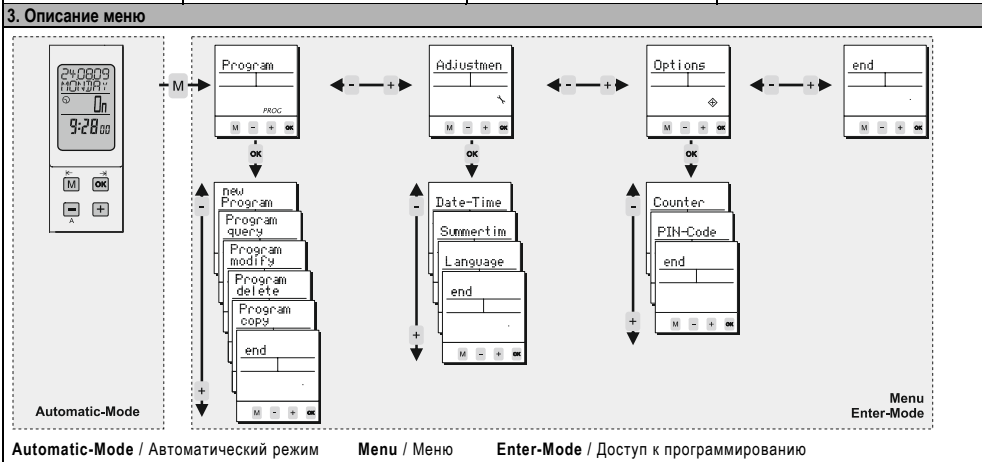 3. Описание меню
24.08.09
MONDAY
On
9:28 00
M OK
- +
A
M
Program
PROG
M - + OK
- +
Adjustmen
M - + OK
- +
Options
M - + OK
- +
end
M - + OK
OK
OK
OK
-
new
Program
Program
query
Program
modify
Program
delete
Program
copy
end
M - + OK
+
-
Date-Time
Summertim
Language
end
M - + OK
+
-
Counter
PIN-Code
end
M - + OK
+
Automatic-Mode
Menu
Enter-Mode
Automatic-Mode / Автоматический режим Menu / Меню Enter-Mode / Доступ к программированию